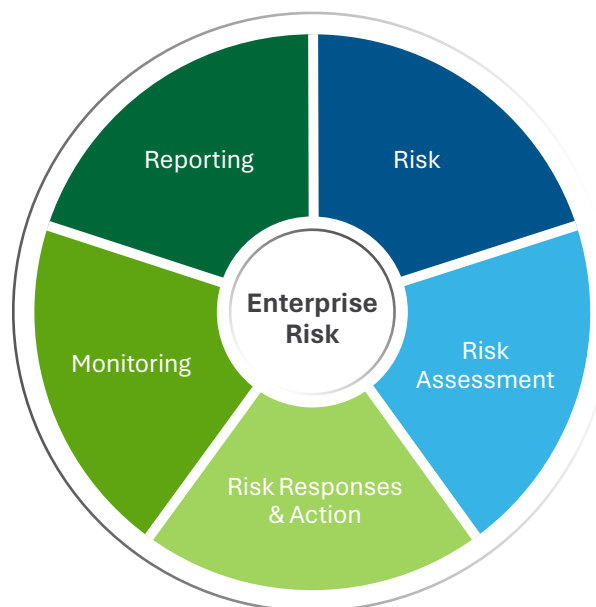 Reporting
Risk
Enterprise
Risk
Monitoring
Risk
Assessment
Risk Responses
& Action